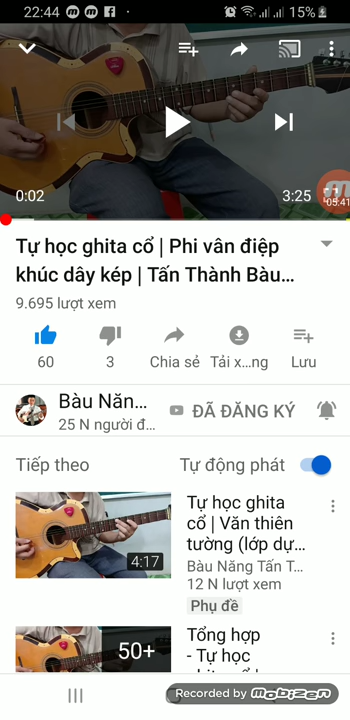 22:44
15%
0:02
3:25
05:41
Tự học ghita cổ | Phi vân điệp
khúc dây kép | Tấn Thành Bàu...
9.695 lượt xem
60
3
Chia sẻ
Tải x...ng
Lưu
Bàu Năn...
ĐÃ ĐĂNG KÝ
25 N người đ...
Tiếp theo
Tự động phát
4:17
Tự học ghita
cổ | Văn thiên
tường (lớp dự...
Bàu Năng Tấn T...
12 N lượt xem
Phụ đề
50+
Tổng hợp
- Tự học
Recorded by Mobizen